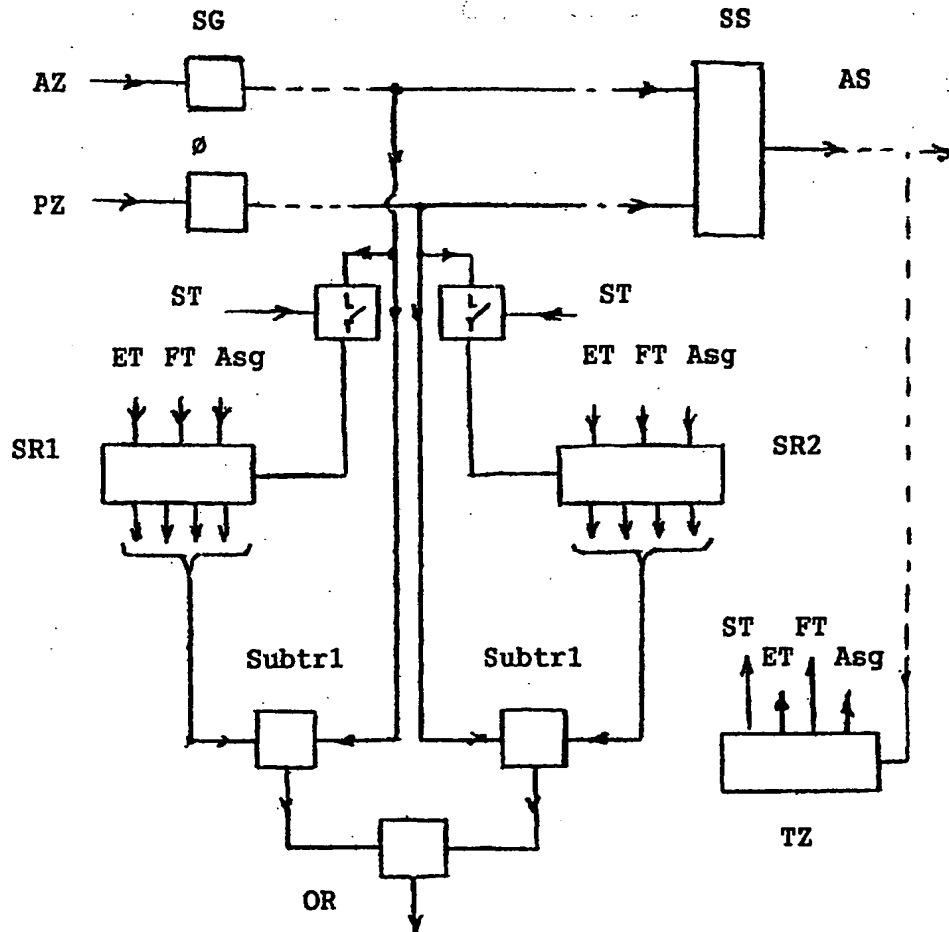 SG SS
AZ AS
ø
PZ
ST ST
ET FT Asg ET FT Asg
SR1 SR2
ST FT
Subtr1 Subtr1 ET Asg
TZ
OR